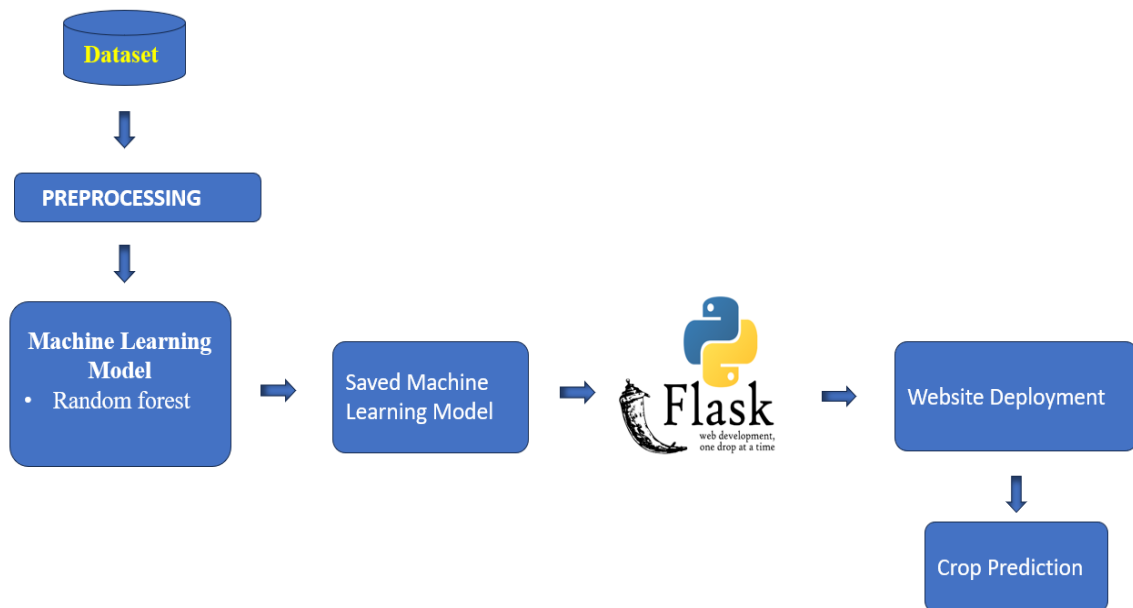 Dataset
PREPROCESSING
Machine Learning
Model
• Random forest
Saved Machine
Learning Model
Flask
web development,
one drop at a time
Website Deployment
Crop Prediction